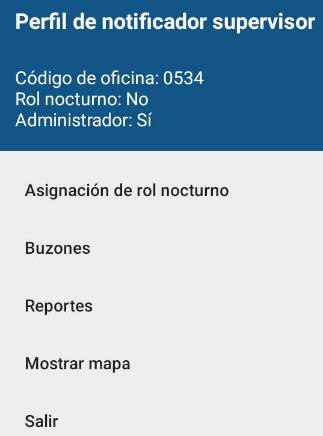 Perfil de notificador supervisor
Código de oficina: 0534
Rol nocturno: No
Administrador: Sí
Asignación de rol nocturno
Buzones
Reportes
Mostrar mapa
Salir